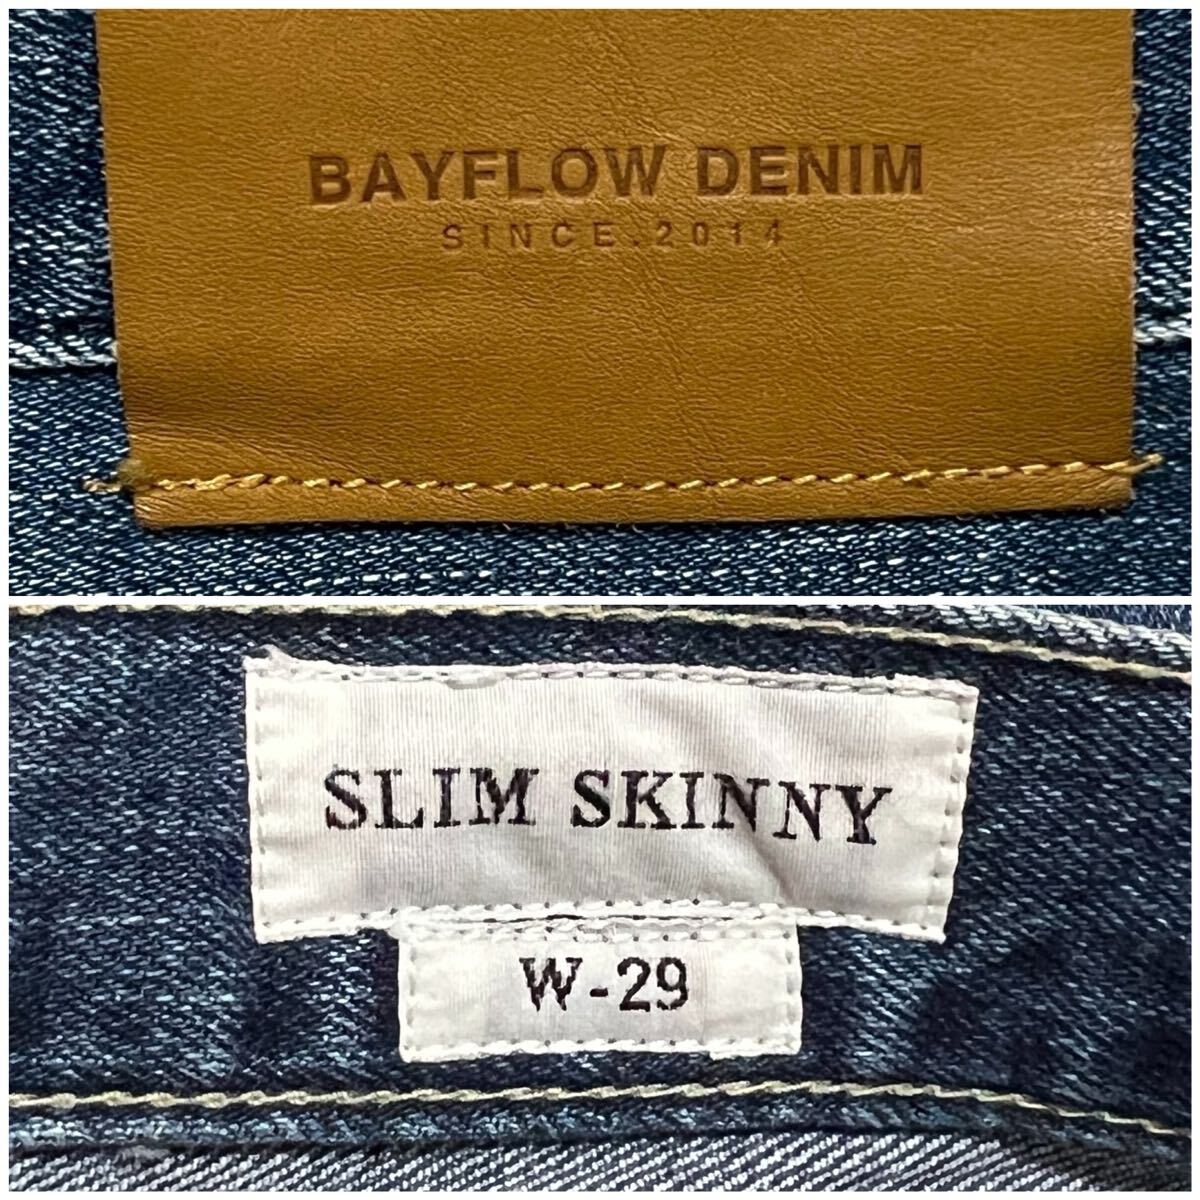 BAYFLOW DENIM
SINCE.2014
SLIM SKINNY
W-29